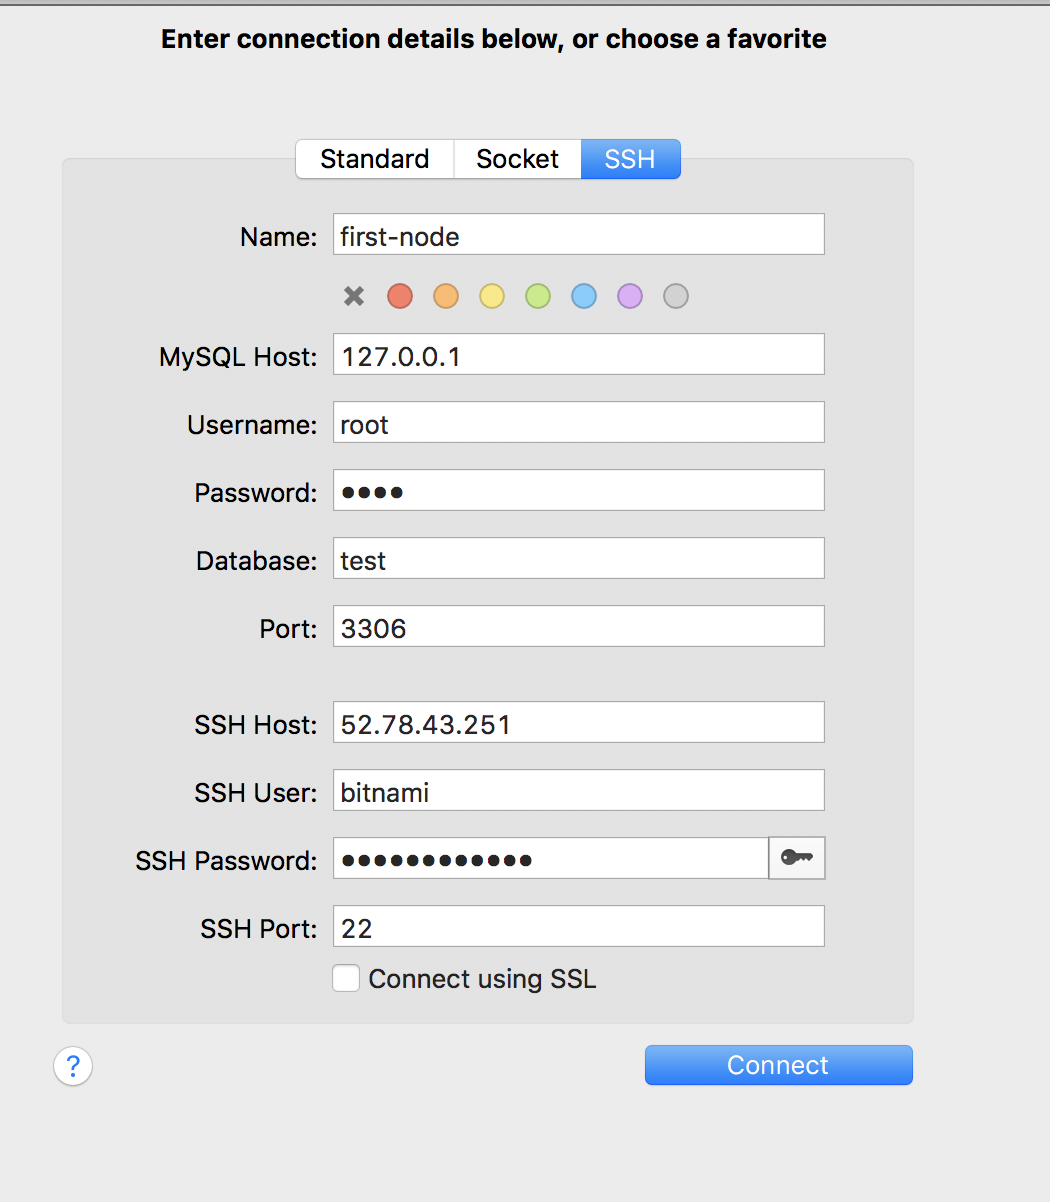 Enter connection details below, or choose a favorite
Standard Socket SSH
Name: first-node
MySQL Host: 127.0.0.1
Username: root
Password: ●●●●
Database: test
Port: 3306
SSH Host: 52.78.43.251
SSH User: bitnami
SSH Password: ●●●●●●●●●●●●
SSH Port: 22
Connect using SSL
? Connect